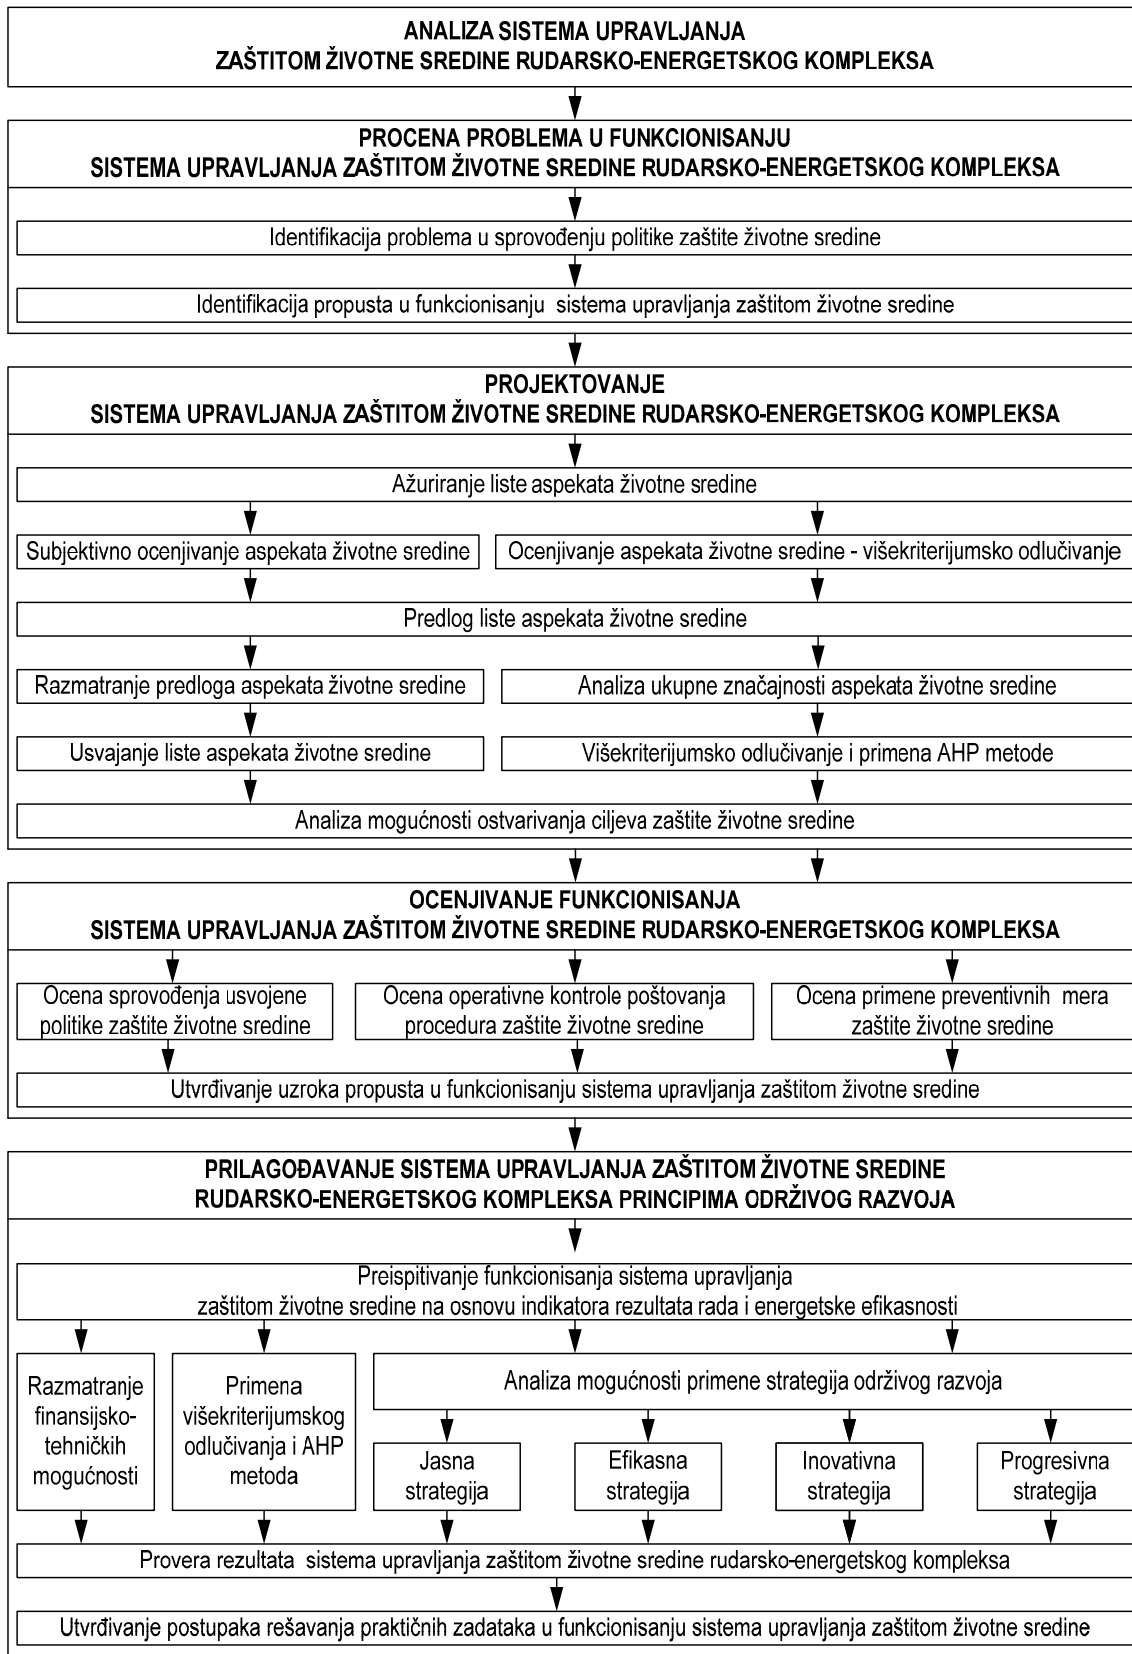 ANALIZA SISTEMA UPRAVLJANJA
ZAŠTITOM ŽIVOTNE SREDINE RUDARSKO-ENERGETSKOG KOMPLEKSA
PROCENA PROBLEMA U FUNKCIONISANJU
SISTEMA UPRAVLJANJA ZAŠTITOM ŽIVOTNE SREDINE RUDARSKO-ENERGETSKOG KOMPLEKSA
Identifikacija problema u sprovođenju politike zaštite životne sredine
Identifikacija propusta u funkcionisanju sistema upravljanja zaštitom životne sredine
PROJEKTOVANJE
SISTEMA UPRAVLJANJA ZAŠTITOM ŽIVOTNE SREDINE RUDARSKO-ENERGETSKOG KOMPLEKSA
Ažuriranje liste aspekata životne sredine
Subjektivno ocenjivanje aspekata životne sredine
Ocenjivanje aspekata životne sredine - višekriterijumsko odlučivanje
Predlog liste aspekata životne sredine
Razmatranje predloga aspekata životne sredine
Analiza ukupne značajnosti aspekata životne sredine
Usvajanje liste aspekata životne sredine
Višekriterijumsko odlučivanje i primena AHP metode
Analiza mogućnosti ostvarivanja ciljeva zaštite životne sredine
OCENJIVANJE FUNKCIONISANJA
SISTEMA UPRAVLJANJA ZAŠTITOM ŽIVOTNE SREDINE RUDARSKO-ENERGETSKOG KOMPLEKSA
Ocena sprovođenja usvojene
politike zaštite životne sredine
Ocena operativne kontrole poštovanja
procedura zaštite životne sredine
Ocena primene preventivnih mera
zaštite životne sredine
Utvrđivanje uzroka propusta u funkcionisanju sistema upravljanja zaštitom životne sredine
PRILAGOĐAVANJE SISTEMA UPRAVLJANJA ZAŠTITOM ŽIVOTNE SREDINE
RUDARSKO-ENERGETSKOG KOMPLEKSA PRINCIPIMA ODRŽIVOG RAZVOJA
Preispitivanje funkcionisanja sistema upravljanja
zaštitom životne sredine na osnovu indikatora rezultata rada i energetske efikasnosti
Razmatranje
finansijsko-
tehničkih
mogućnosti
Primena
višekriterijumskog
odlučivanja i AHP
metoda
Analiza mogućnosti primene strategija održivog razvoja
Jasna
strategija
Efikasna
strategija
Inovativna
strategija
Progresivna
strategija
Provera rezultata sistema upravljanja zaštitom životne sredine rudarsko-energetskog kompleksa
Utvrđivanje postupaka rešavanja praktičnih zadataka u funkcionisanju sistema upravljanja zaštitom životne sredine